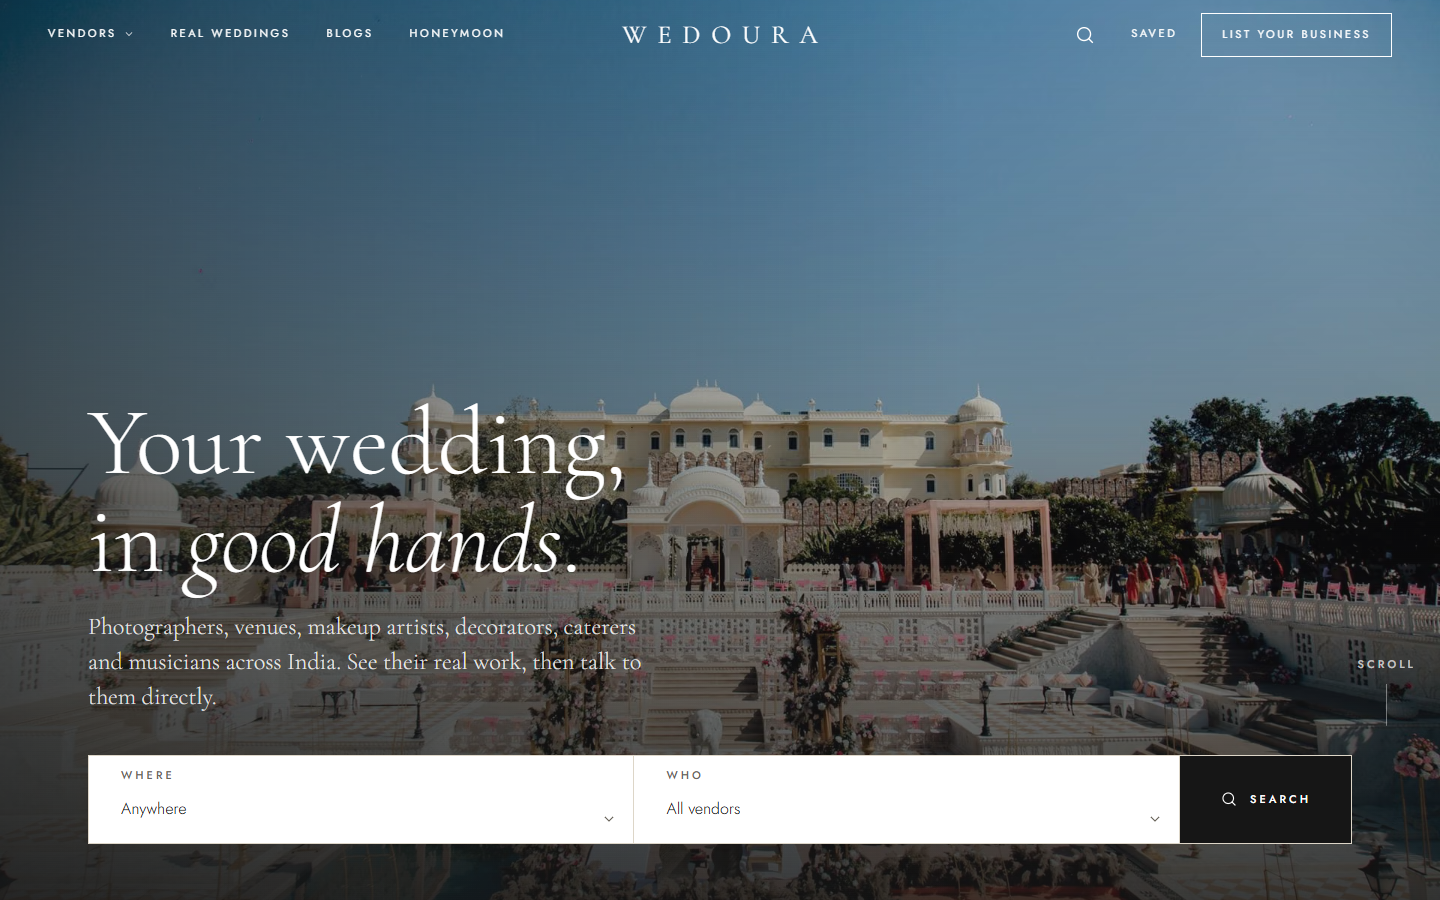 VENDORS
REAL WEDDINGS
BLOGS
HONEYMOON
WEDOURA
SAVED
LIST YOUR BUSINESS
Your wedding,
in good hands.
Photographers, venues, makeup artists, decorators, caterers
and musicians across India. See their real work, then talk to
them directly.
SCROLL
WHERE
Anywhere
WHO
All vendors
SEARCH